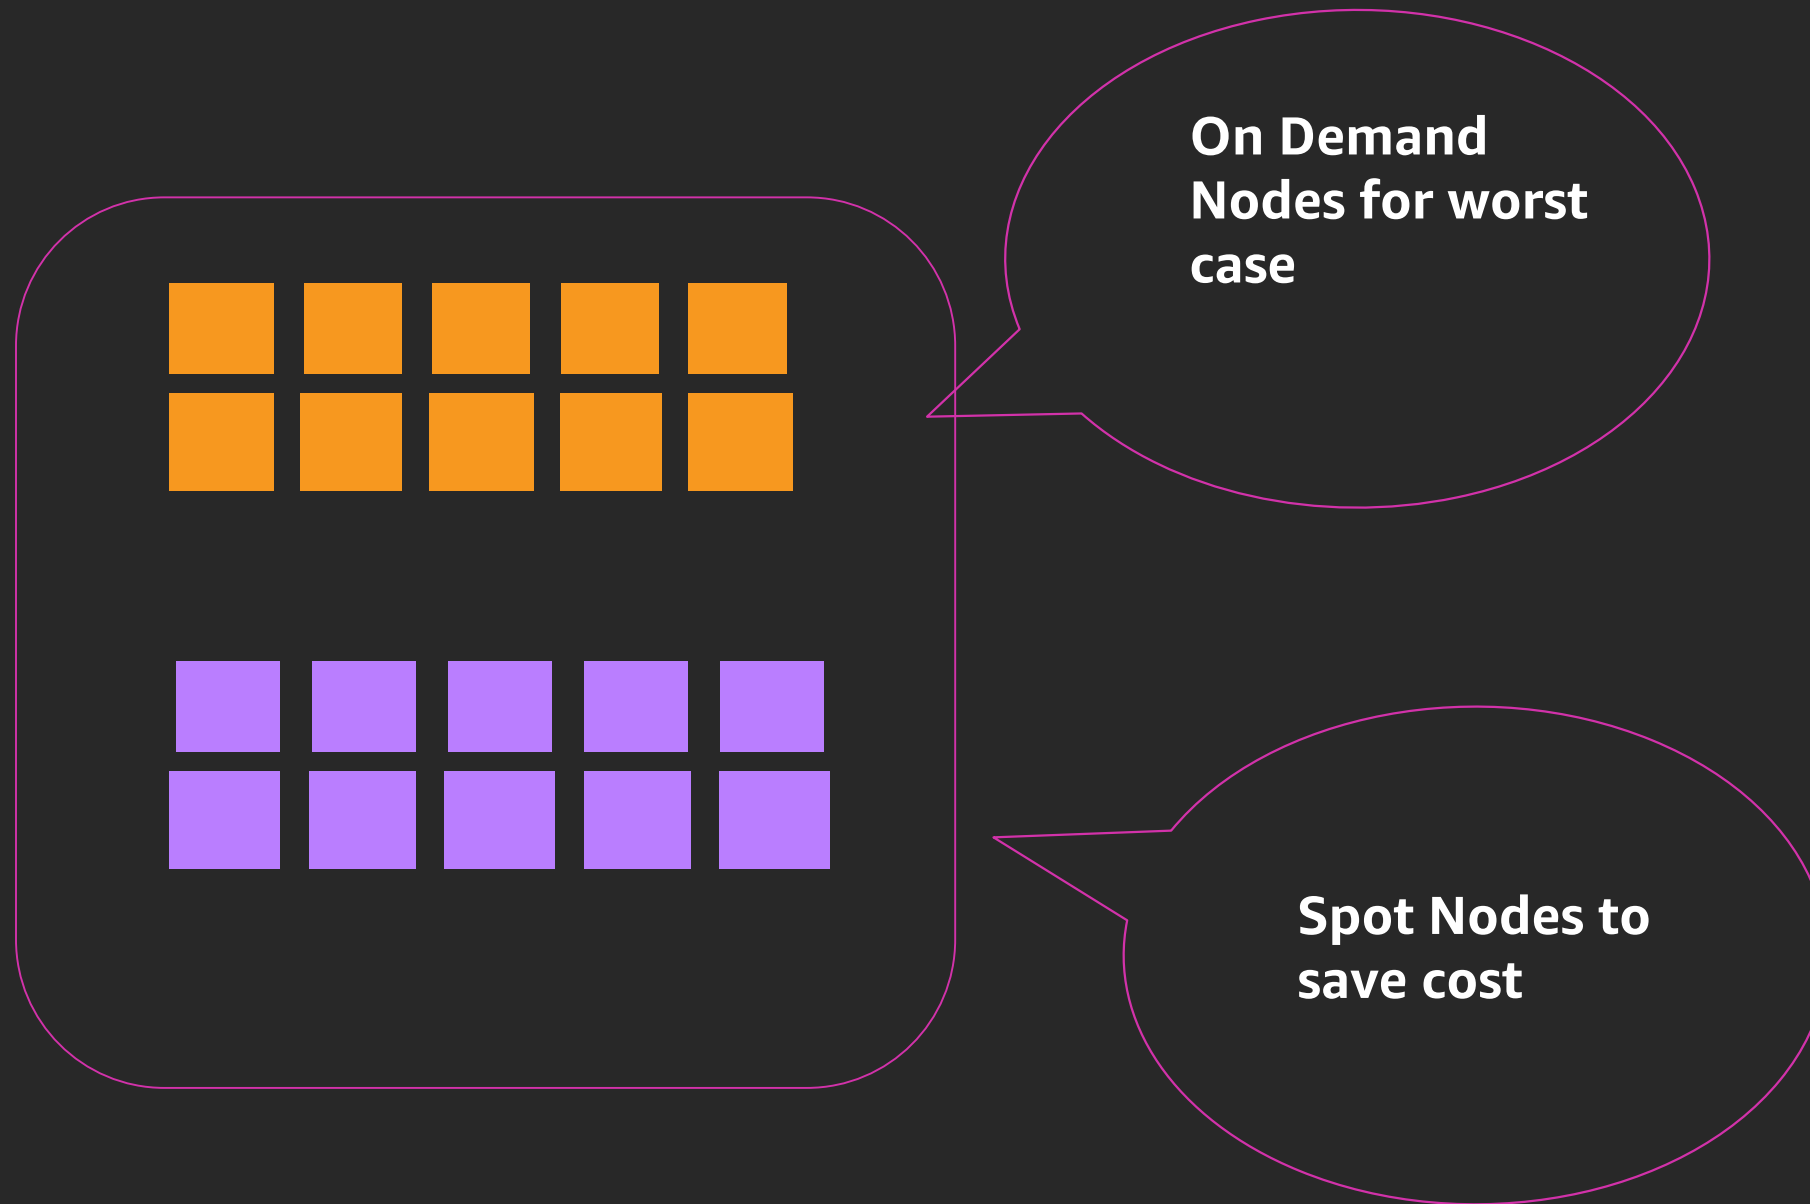 On Demand
Nodes for worst
case
Spot Nodes to
save cost